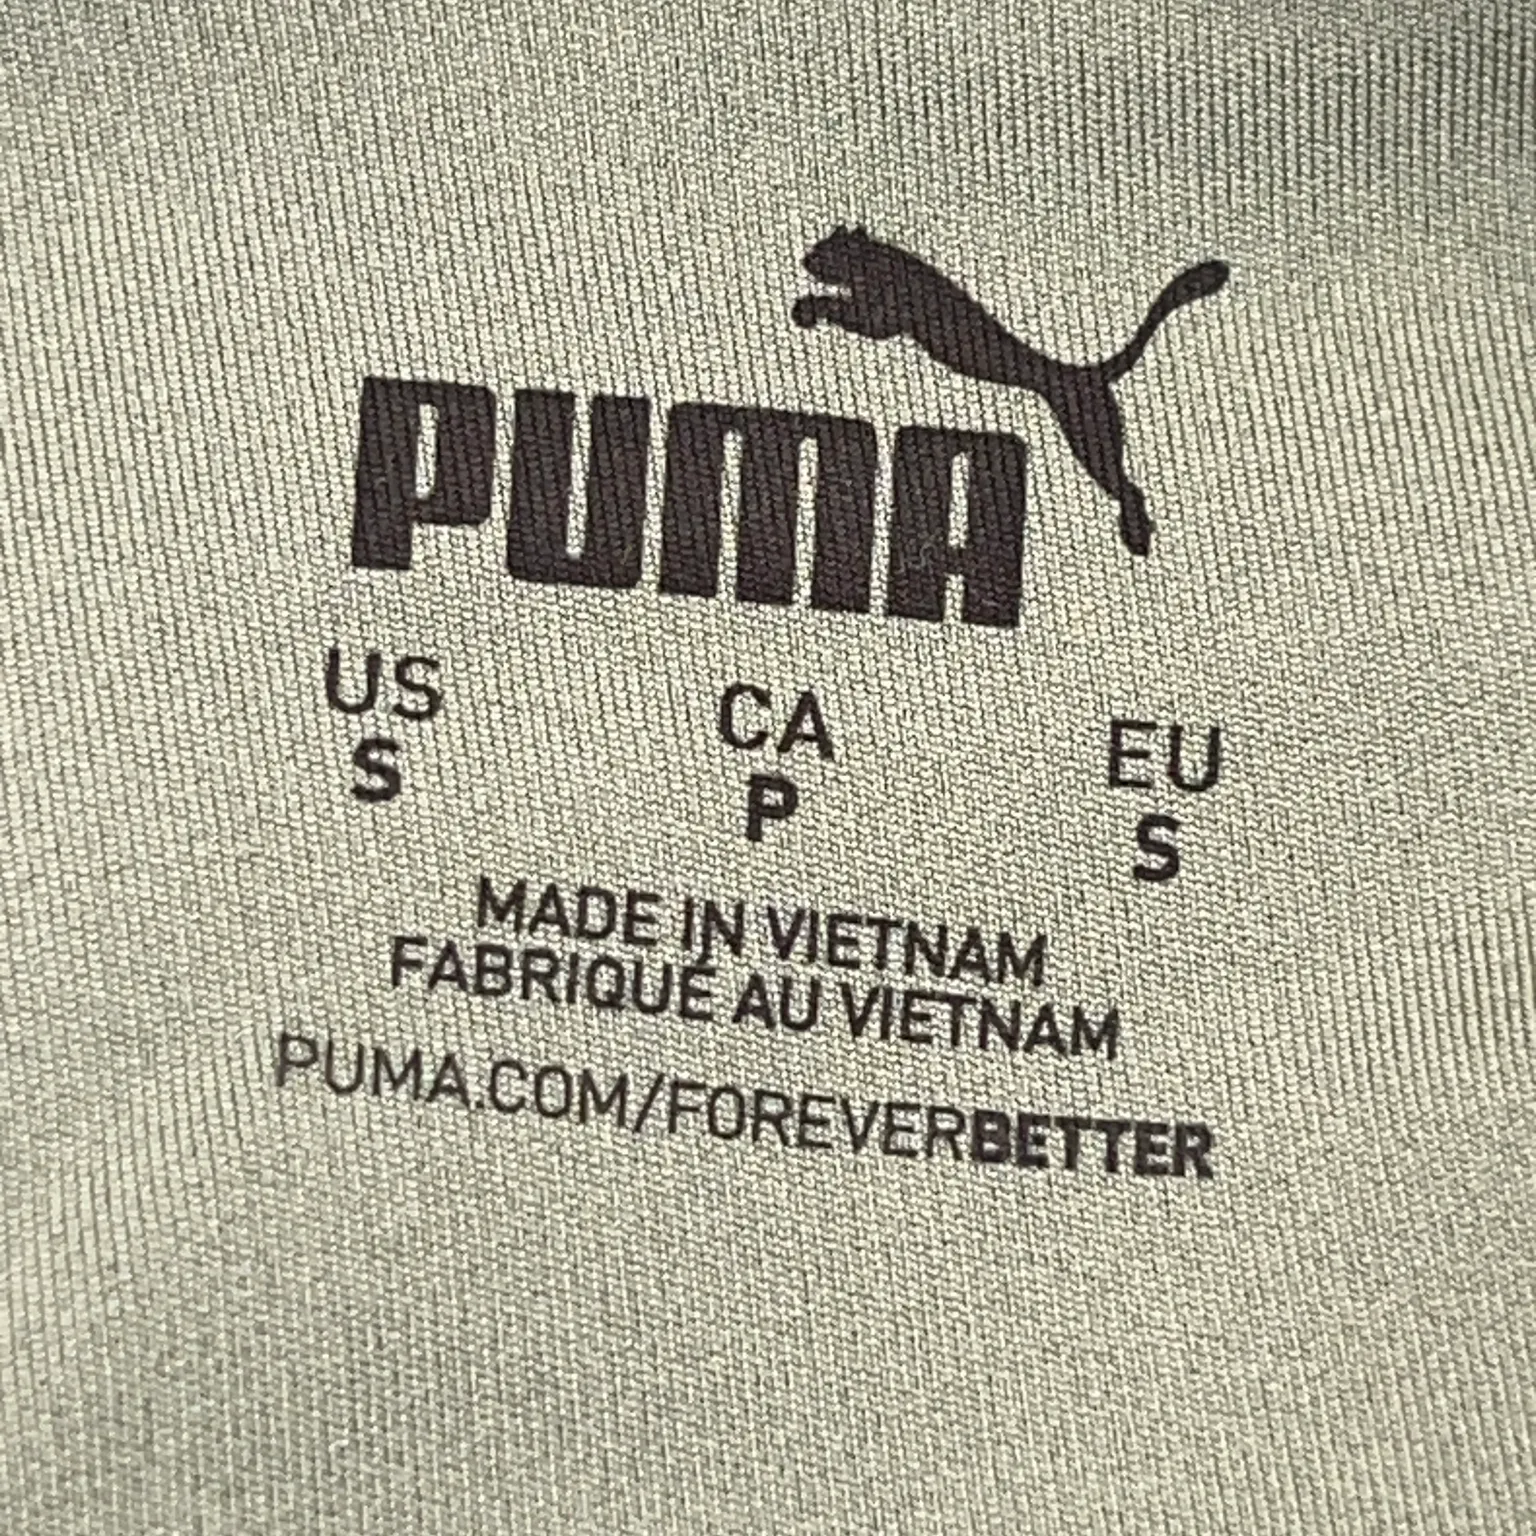 PUMA
US CA EU
S P S
MADE IN VIETNAM
FABRIQUÉ AU VIETNAM
PUMA.COM/FOREVERBETTER